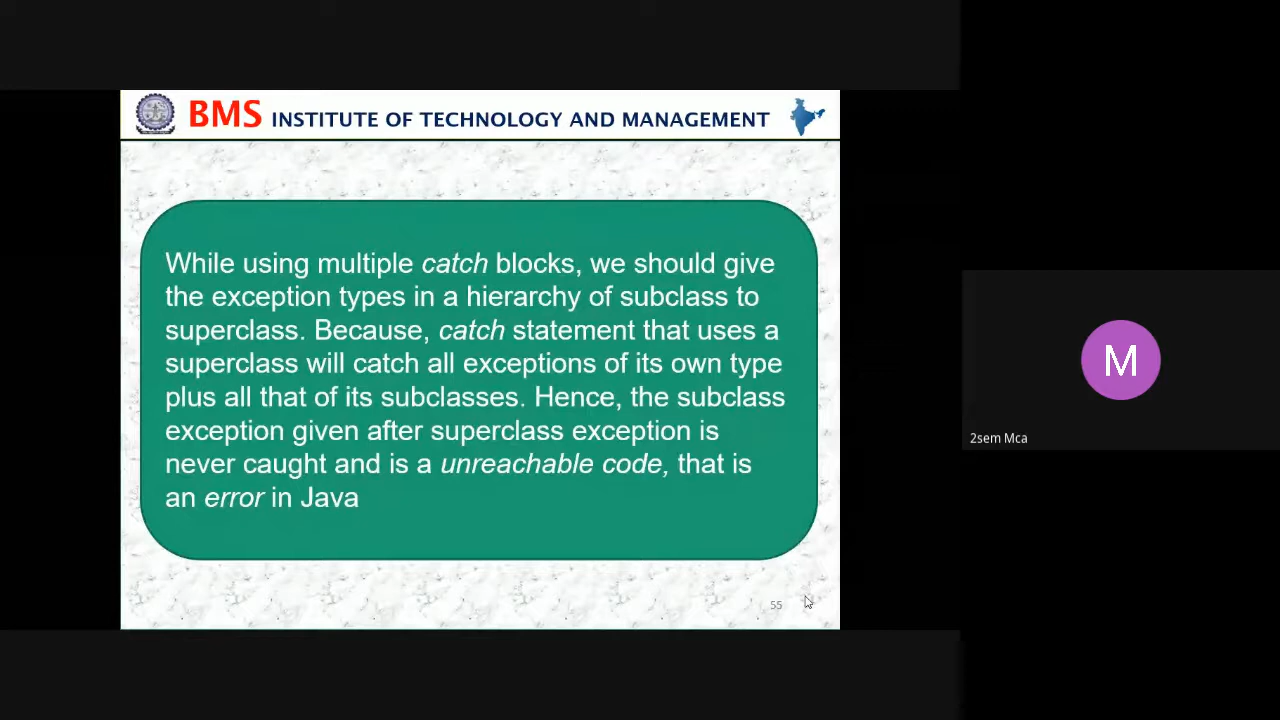 BMS INSTITUTE OF TECHNOLOGY AND MANAGEMENT
While using multiple catch blocks, we should give
the exception types in a hierarchy of subclass to
superclass. Because, catch statement that uses a
superclass will catch all exceptions of its own type
plus all that of its subclasses. Hence, the subclass
exception given after superclass exception is
never caught and is a unreachable code, that is
an error in Java
55
M
2sem Mca